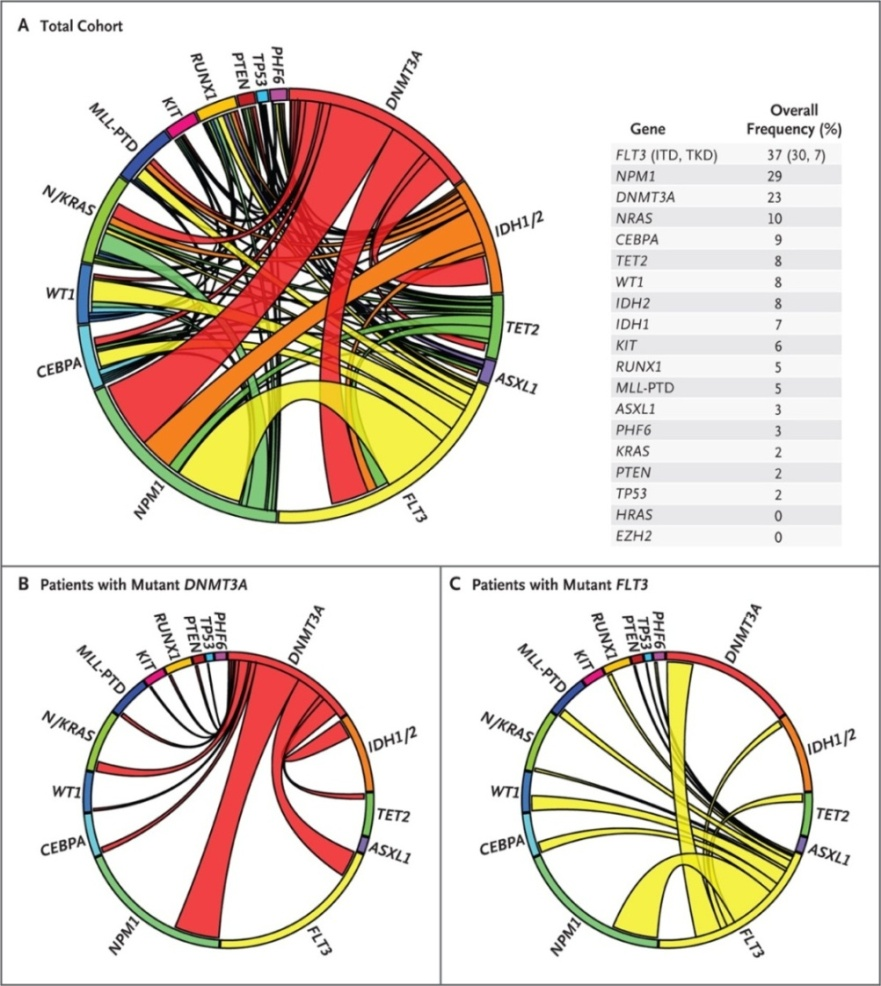 A Total Cohort
PHF6
TP53
PTEN
RUNX1
KIT
MLL-PTD
N/KRAS
WT1
CEBPA
NPM1
FLT3
ASXL1
TET2
IDH1/2
DNMT3A
Gene Overall Frequency (%)
FLT3 (ITD, TKD) 37 (30, 7)
NPM1 29
DNMT3A 23
NRAS 10
CEBPA 9
TET2 8
WT1 8
IDH2 8
IDH1 7
KIT 6
RUNX1 5
MLL-PTD 5
ASXL1 3
PHF6 3
KRAS 2
PTEN 2
TP53 2
HRAS 0
EZH2 0
B Patients with Mutant DNMT3A
PHF6
TP53
PTEN
RUNX1
KIT
MLL-PTD
N/KRAS
WT1
CEBPA
NPM1
FLT3
ASXL1
TET2
IDH1/2
DNMT3A
C Patients with Mutant FLT3
PHF6
TP53
PTEN
RUNX1
KIT
MLL-PTD
N/KRAS
WT1
CEBPA
NPM1
FLT3
ASXL1
TET2
IDH1/2
DNMT3A